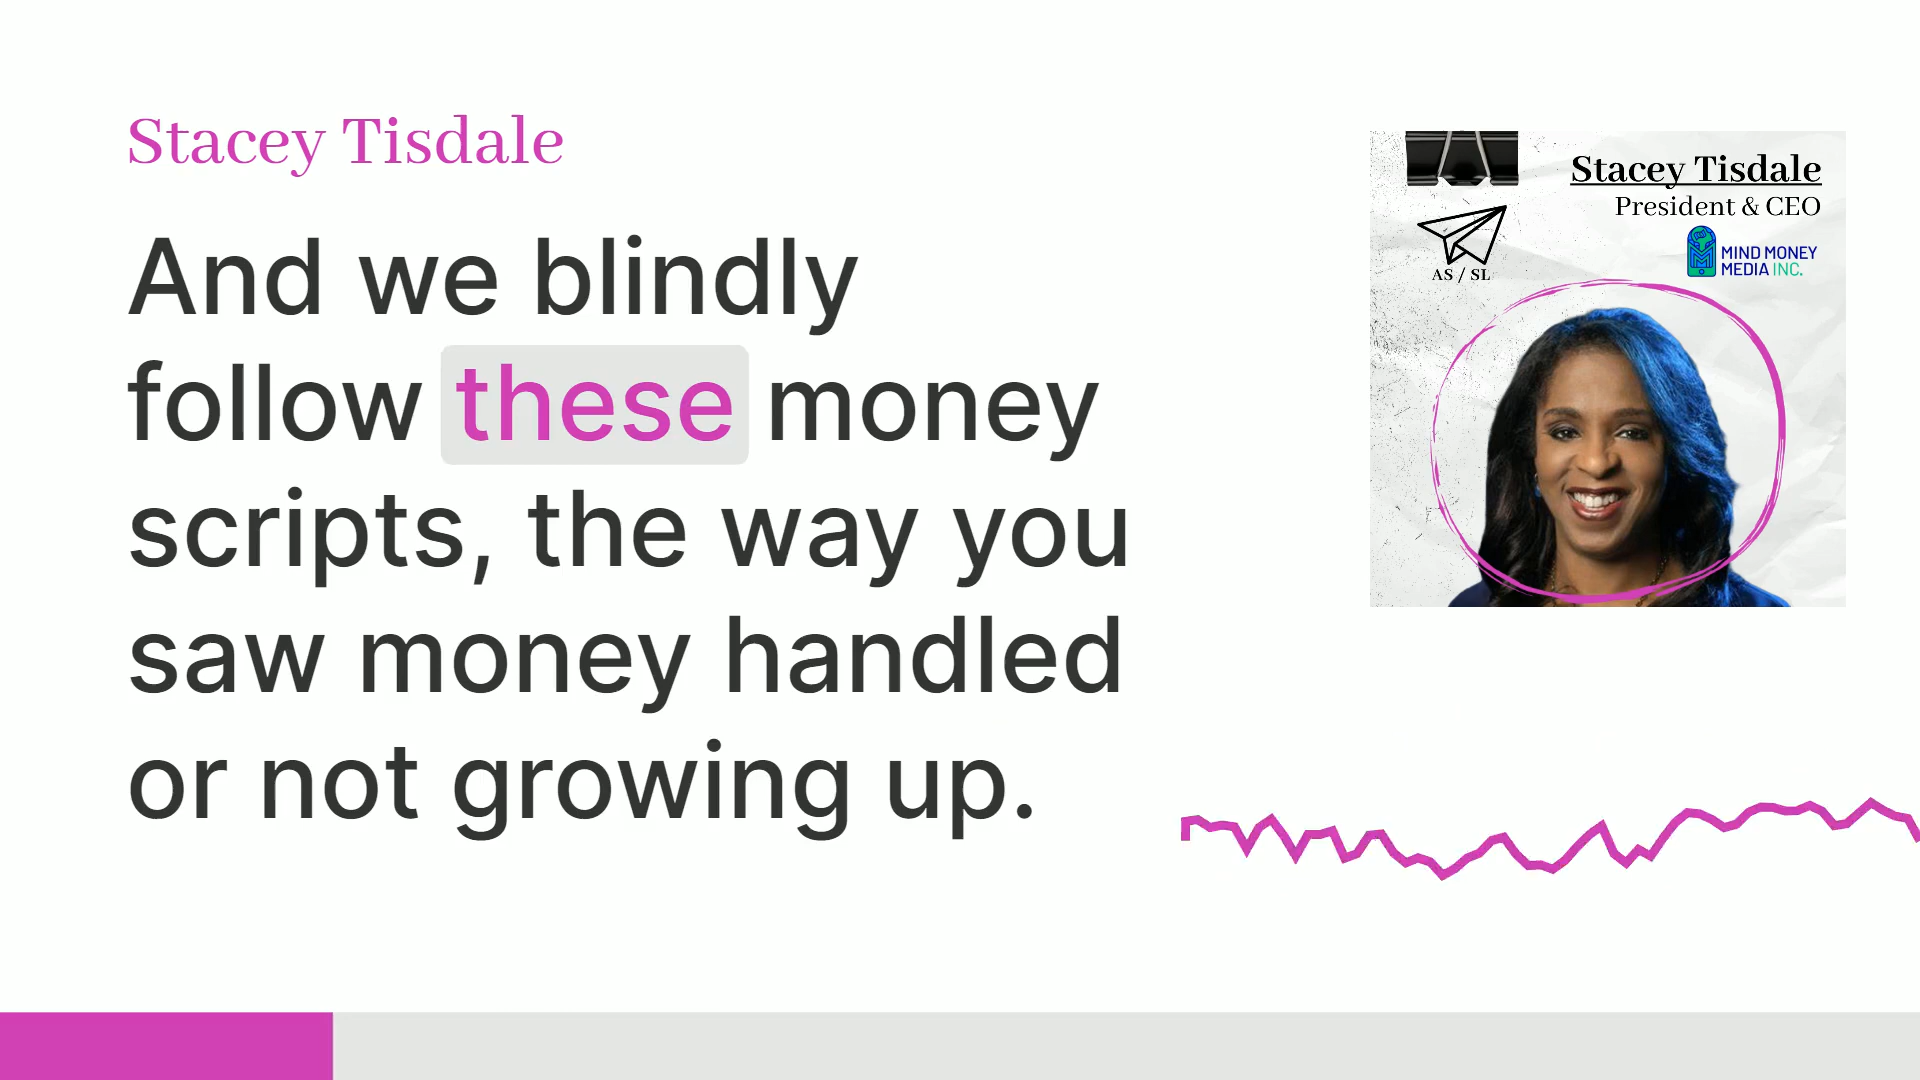 Stacey Tisdale
And we blindly
follow these money
scripts, the way you
saw money handled
or not growing up.
Stacey Tisdale
President & CEO
MIND MONEY
MEDIA INC.
AS / SL